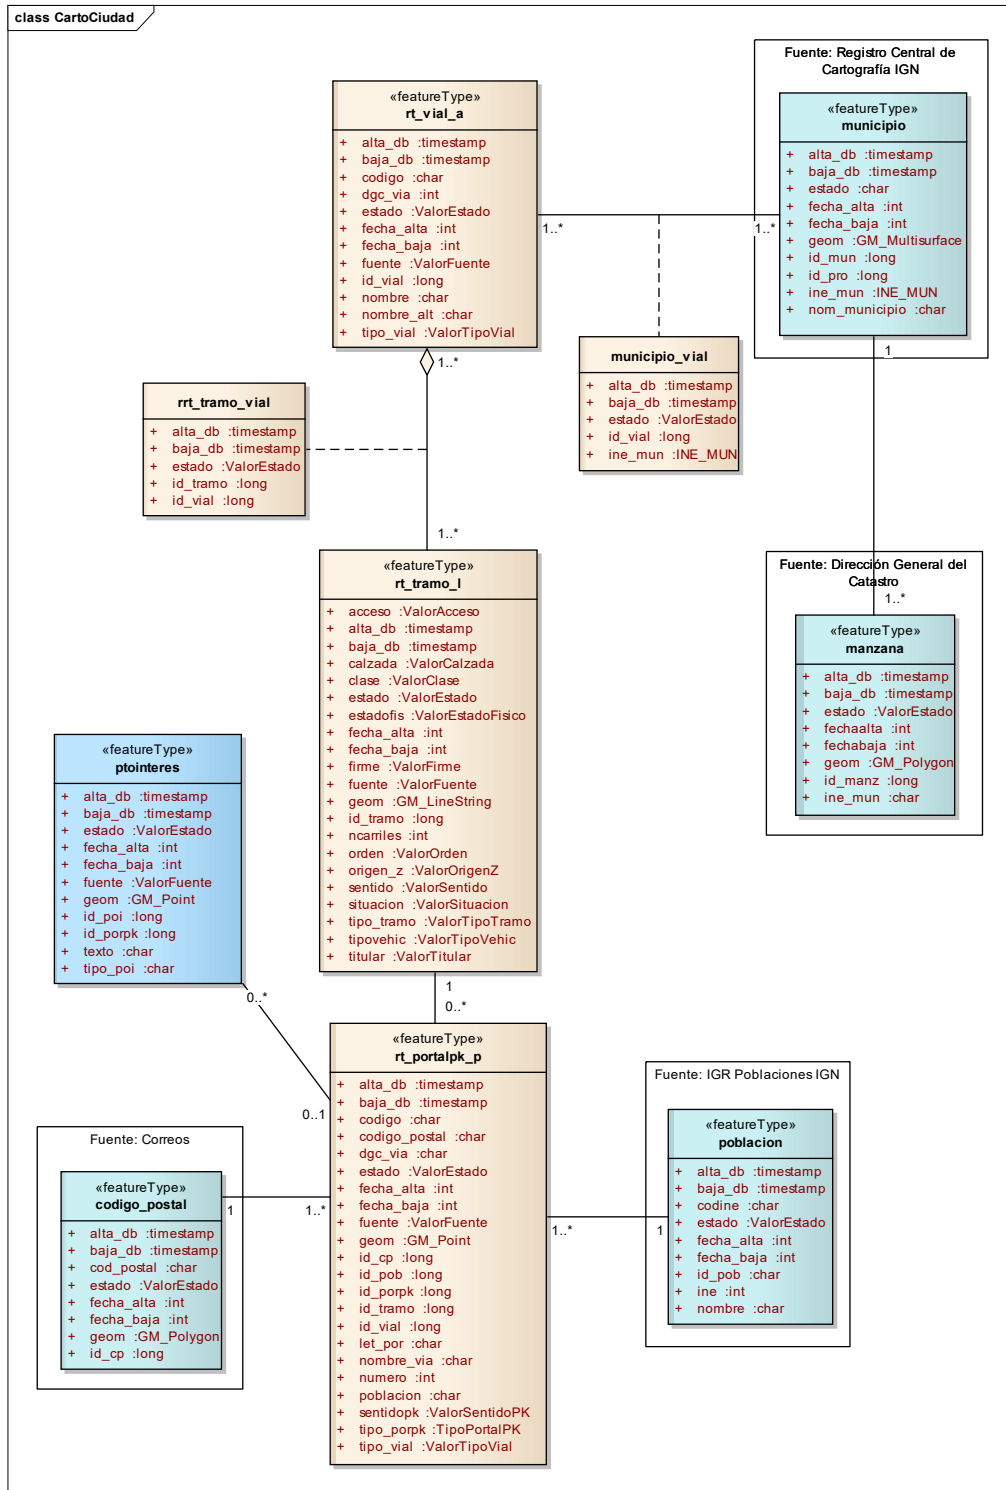 class CartoCiudad
«featureType»
rt_vial_a
+ alta_db :timestamp
+ baja_db :timestamp
+ codigo :char
+ dgc_via :int
+ estado :ValorEstado
+ fecha_alta :int
+ fecha_baja :int
+ fuente :ValorFuente
+ id_vial :long
+ nombre :char
+ nombre_alt :char
+ tipo_vial :ValorTipoVial
Fuente: Registro Central de
Cartografía IGN
«featureType»
municipio
+ alta_db :timestamp
+ baja_db :timestamp
+ estado :char
+ fecha_alta :int
+ fecha_baja :int
+ geom :GM_Multisurface
+ id_mun :long
+ id_pro :long
+ ine_mun :INE_MUN
+ nom_municipio :char
1..*
1..*
municipio_vial
+ alta_db :timestamp
+ baja_db :timestamp
+ estado :ValorEstado
+ id_vial :long
+ ine_mun :INE_MUN
1
1..*
rrt_tramo_vial
+ alta_db :timestamp
+ baja_db :timestamp
+ estado :ValorEstado
+ id_tramo :long
+ id_vial :long
1..*
«featureType»
rt_tramo_l
+ acceso :ValorAcceso
+ alta_db :timestamp
+ baja_db :timestamp
+ calzada :ValorCalzada
+ clase :ValorClase
+ estado :ValorEstado
+ estadofis :ValorEstadoFisico
+ fecha_alta :int
+ fecha_baja :int
+ firme :ValorFirme
+ fuente :ValorFuente
+ geom :GM_LineString
+ id_tramo :long
+ ncarriles :int
+ orden :ValorOrden
+ origen_z :ValorOrigenZ
+ sentido :ValorSentido
+ situacion :ValorSituacion
+ tipo_tramo :ValorTipoTramo
+ tipovehic :ValorTipoVehic
+ titular :ValorTitular
Fuente: Dirección General del
Catastro
1..*
«featureType»
manzana
+ alta_db :timestamp
+ baja_db :timestamp
+ estado :ValorEstado
+ fechaalta :int
+ fechabaja :int
+ geom :GM_Polygon
+ id_manz :long
+ ine_mun :char
«featureType»
ptointeres
+ alta_db :timestamp
+ baja_db :timestamp
+ estado :ValorEstado
+ fecha_alta :int
+ fecha_baja :int
+ fuente :ValorFuente
+ geom :GM_Point
+ id_poi :long
+ id_porpk :long
+ texto :char
+ tipo_poi :char
0..*
1
0..*
0..1
«featureType»
rt_portalpk_p
+ alta_db :timestamp
+ baja_db :timestamp
+ codigo :char
+ codigo_postal :char
+ dgc_via :char
+ estado :ValorEstado
+ fecha_alta :int
+ fecha_baja :int
+ fuente :ValorFuente
+ geom :GM_Point
+ id_cp :long
+ id_pob :long
+ id_porpk :long
+ id_tramo :long
+ id_vial :long
+ let_por :char
+ nombre_via :char
+ numero :int
+ poblacion :char
+ sentidopk :ValorSentidoPK
+ tipo_porpk :TipoPortalPK
+ tipo_vial :ValorTipoVial
Fuente: Correos
«featureType»
codigo_postal
+ alta_db :timestamp
+ baja_db :timestamp
+ cod_postal :char
+ estado :ValorEstado
+ fecha_alta :int
+ fecha_baja :int
+ geom :GM_Polygon
+ id_cp :long
1
1..*
Fuente: IGR Poblaciones IGN
«featureType»
poblacion
+ alta_db :timestamp
+ baja_db :timestamp
+ codine :char
+ estado :ValorEstado
+ fecha_alta :int
+ fecha_baja :int
+ id_pob :char
+ ine :int
+ nombre :char
1..*
1